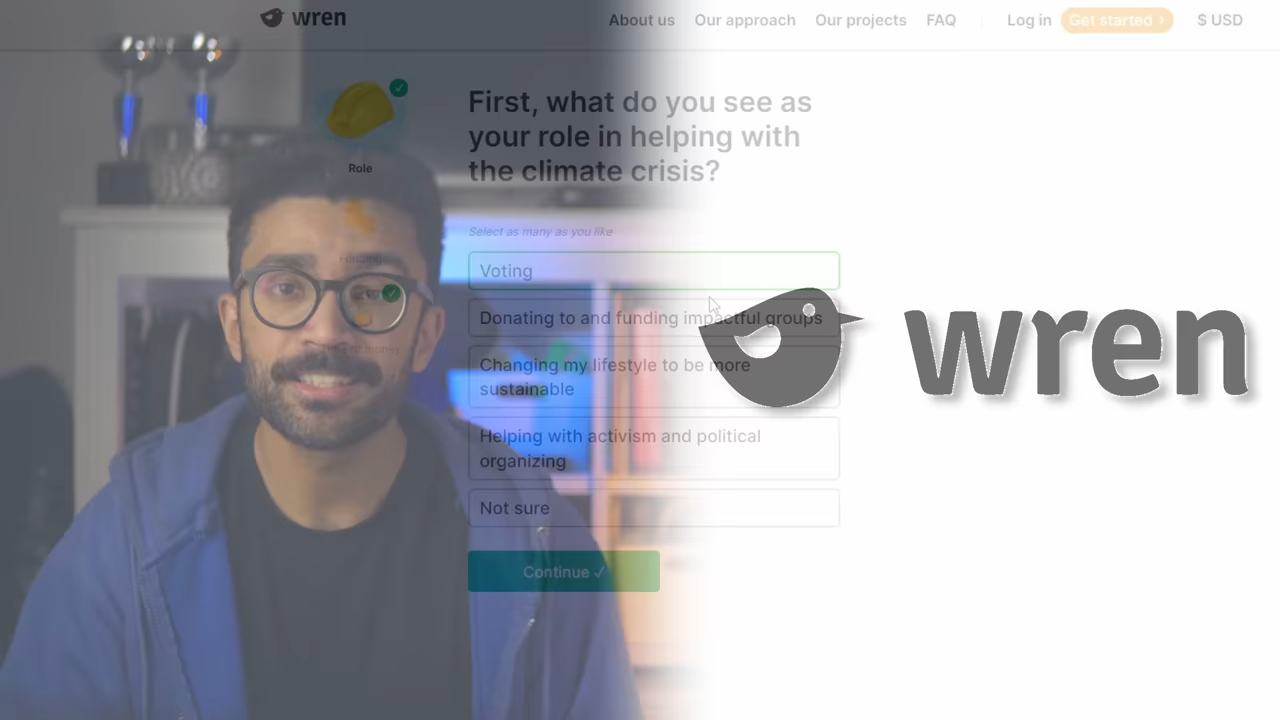 wren
About us
Our approach
Our projects
FAQ
Log in
Get started ›
$ USD
First, what do you see as
your role in helping with
the climate crisis?
Role
Select as many as you like
Voting
Donating to and funding impactful groups
Changing my lifestyle to be more
sustainable
Helping with activism and political
organizing
Not sure
Continue ✓
wren